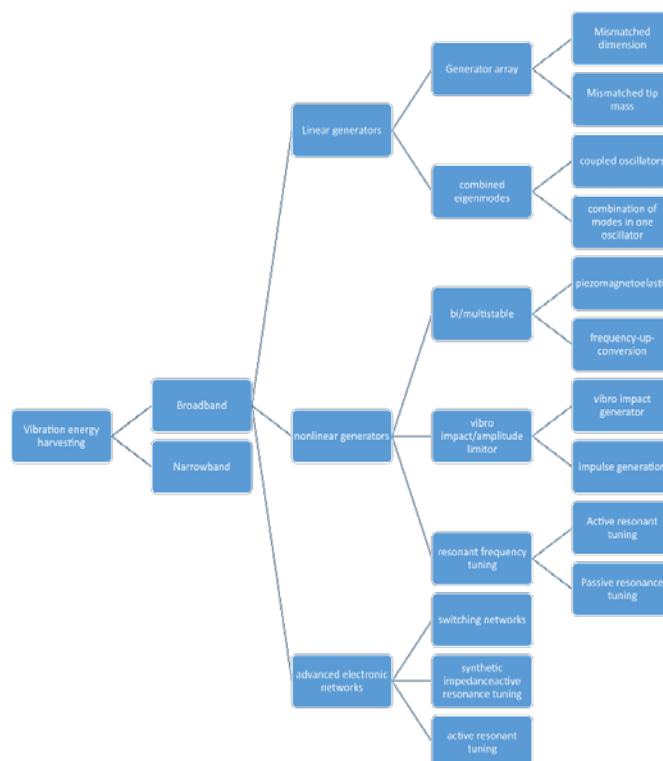 Mismatched
dimension
Generator array
Mismatched tip
mass
Linear generators
coupled oscillators
combined
eigenmodes
combination of
modes in one
oscillator
piezomagnetoelasti
bi/multistable
frequency-up-
conversion
Broadband
vibro impact
generator
Vibration energy
harvesting
nonlinear generators
vibro
impact/amplitude
limitor
Narrowband
impulse generation
Active resonant
tuning
resonant frequency
tuning
Passive resonance
tuning
switching networks
advanced electronic
networks
synthetic
impedanceactive
resonance tuning
active resonant
tuning